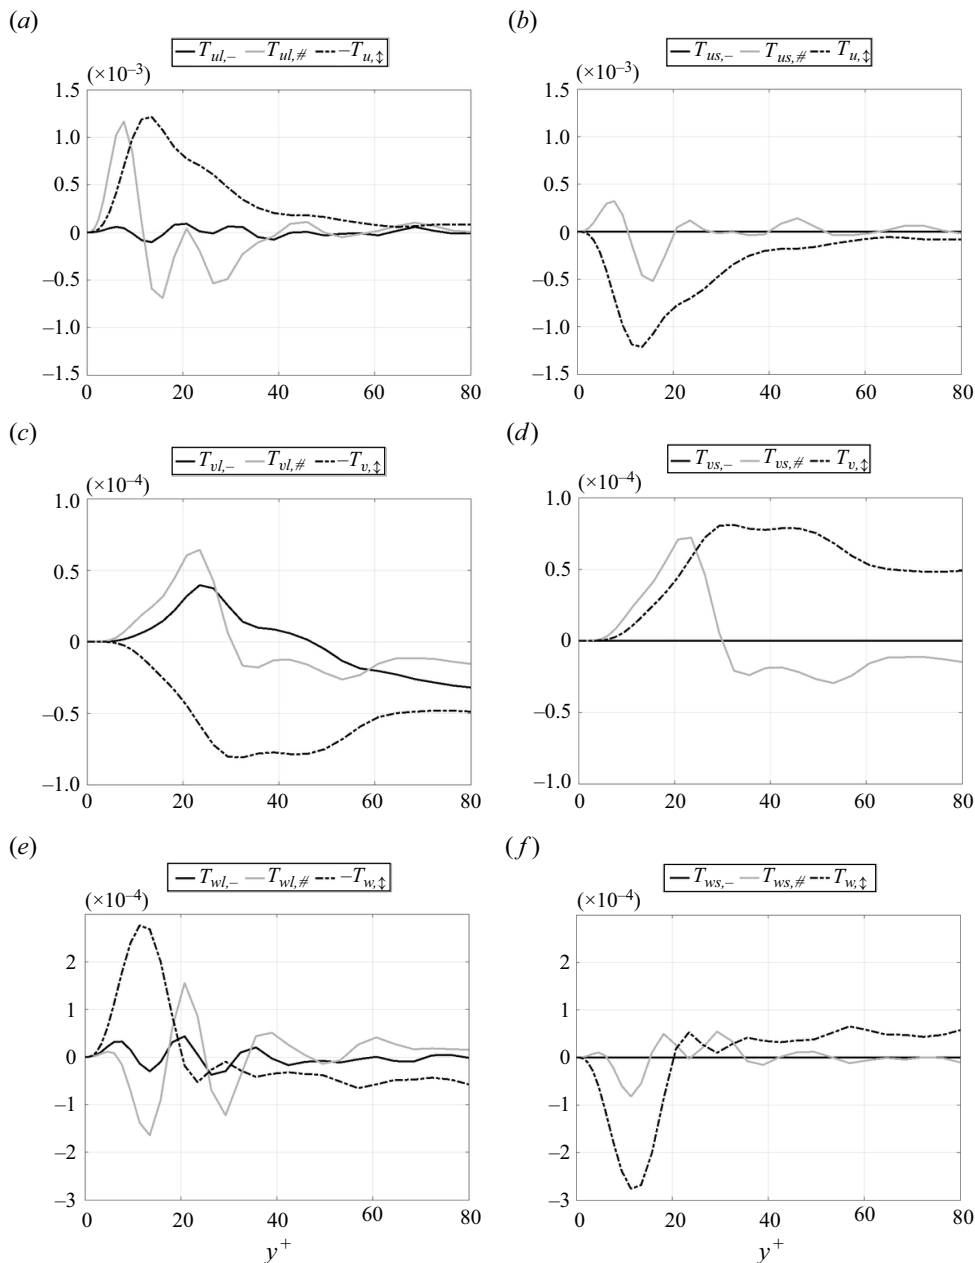 (a)
T_{ul,–} T_{ul,#} –T_{u,↕}
(×10⁻³)
1.5
1.0
0.5
0
–0.5
–1.0
–1.5
0 20 40 60 80
(b)
T_{us,–} T_{us,#} T_{u,↕}
(×10⁻³)
1.5
1.0
0.5
0
–0.5
–1.0
–1.5
0 20 40 60 80
(c)
T_{vl,–} T_{vl,#} –T_{v,↕}
(×10⁻⁴)
1.0
0.5
0
–0.5
–1.0
0 20 40 60 80
(d)
T_{vs,–} T_{vs,#} T_{v,↕}
(×10⁻⁴)
1.0
0.5
0
–0.5
–1.0
0 20 40 60 80
(e)
T_{wl,–} T_{wl,#} –T_{w,↕}
(×10⁻⁴)
2
1
0
–1
–2
–3
0 20 40 60 80
y⁺
(f)
T_{ws,–} T_{ws,#} T_{w,↕}
(×10⁻⁴)
2
1
0
–1
–2
–3
0 20 40 60 80
y⁺